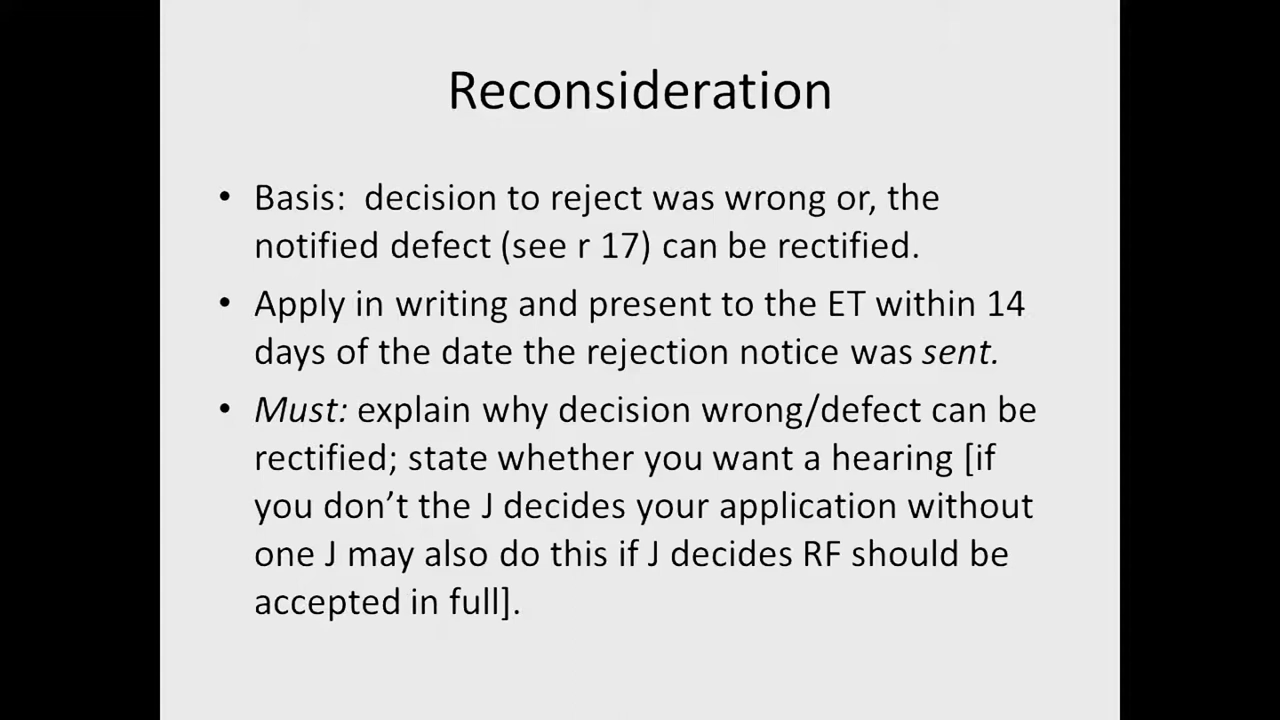 Reconsideration
• Basis:  decision to reject was wrong or, the
notified defect (see r 17) can be rectified.
• Apply in writing and present to the ET within 14
days of the date the rejection notice was sent.
• Must: explain why decision wrong/defect can be
rectified; state whether you want a hearing [if
you don’t the J decides your application without
one J may also do this if J decides RF should be
accepted in full].